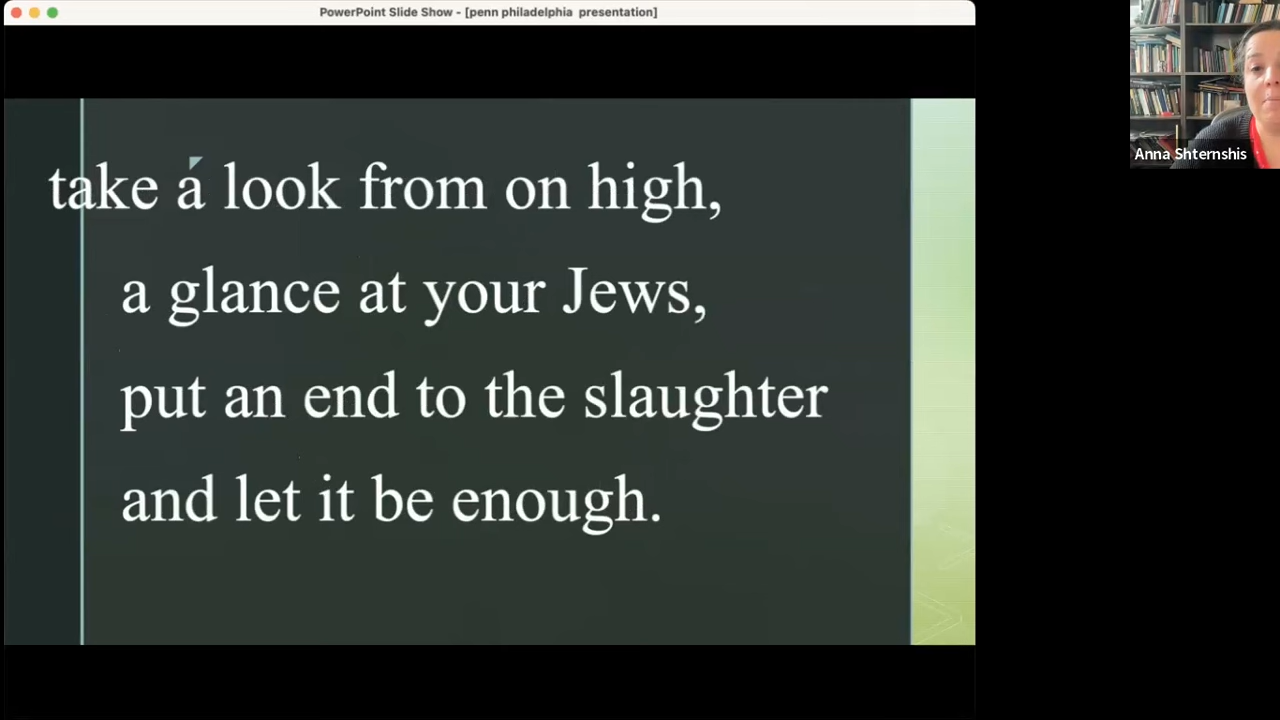 PowerPoint Slide Show - [penn philadelphia presentation]
take a look from on high,
a glance at your Jews,
put an end to the slaughter
and let it be enough.
Anna Shternshis